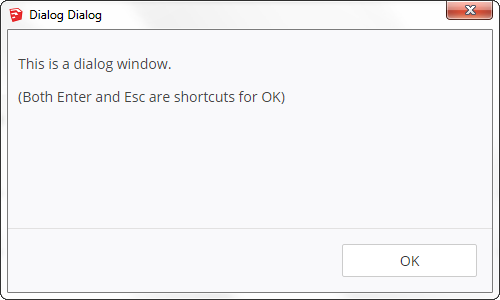 Dialog Dialog
This is a dialog window.
(Both Enter and Esc are shortcuts for OK)
OK